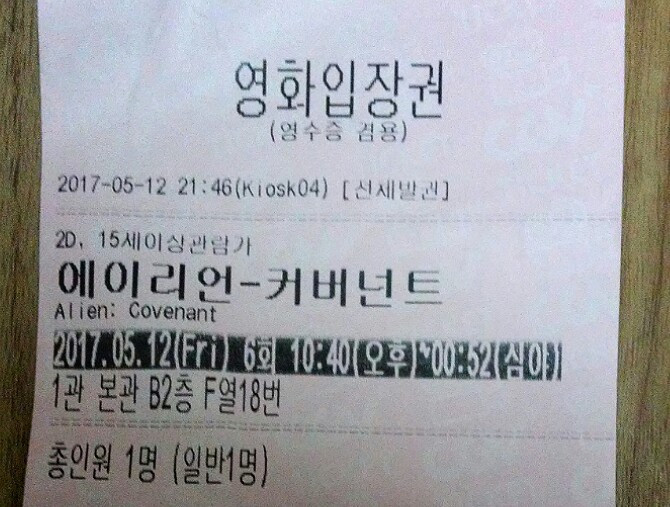 영화입장권
(영수증 겸용)
2017-05-12 21:46(Kiosk04) [신세발권]
2D, 15세이상관람가
에이리언-커버넌트
Alien: Covenant
2017.05.12(Fri) 6회 10:40(오후)~00:52(심야)
1관 본관 B2층 F열18번
총인원 1명 (일반1명)